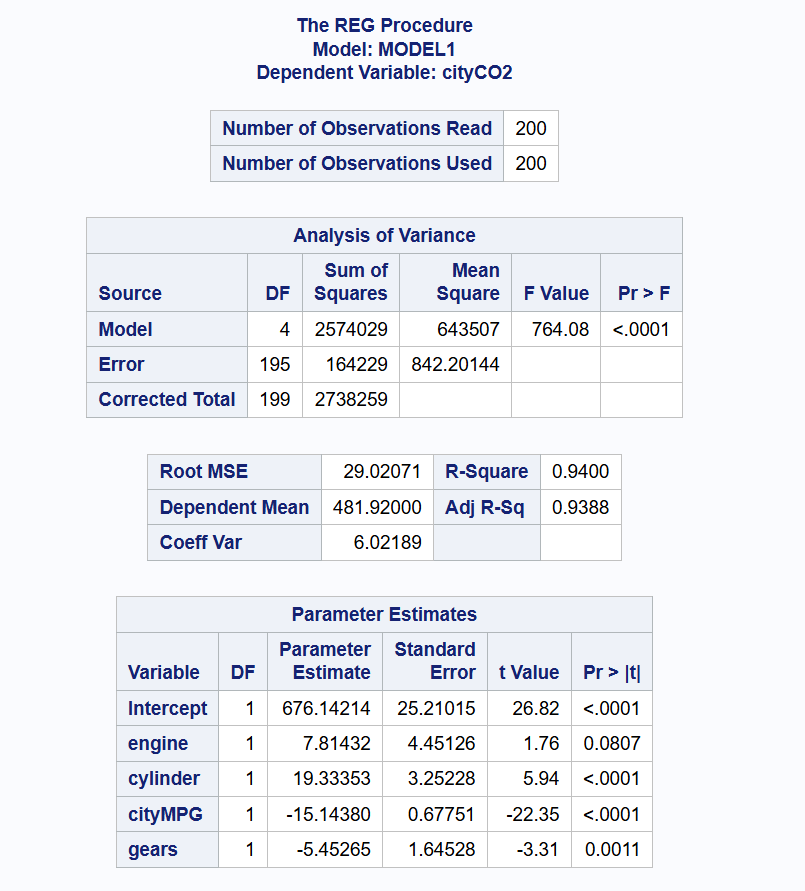 The REG Procedure
Model: MODEL1
Dependent Variable: cityCO2
Number of Observations Read 200
Number of Observations Used 200
Analysis of Variance
Source DF Sum of Squares Mean Square F Value Pr > F
Model 4 2574029 643507 764.08 <.0001
Error 195 164229 842.20144
Corrected Total 199 2738259
Root MSE 29.02071 R-Square 0.9400
Dependent Mean 481.92000 Adj R-Sq 0.9388
Coeff Var 6.02189
Parameter Estimates
Variable DF Parameter Estimate Standard Error t Value Pr > |t|
Intercept 1 676.14214 25.21015 26.82 <.0001
engine 1 7.81432 4.45126 1.76 0.0807
cylinder 1 19.33353 3.25228 5.94 <.0001
cityMPG 1 -15.14380 0.67751 -22.35 <.0001
gears 1 -5.45265 1.64528 -3.31 0.0011